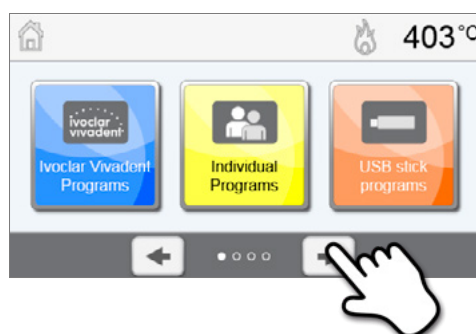 403°C
ivoclar
vivadent
Ivoclar Vivadent
Programs
Individual
Programs
USB stick
programs